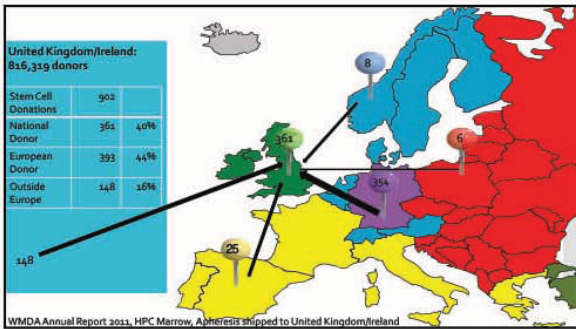 United Kingdom/Ireland:
816,319 donors
Stem Cell Donations 902
National Donor 361 40%
European Donor 393 44%
Outside Europe 148 16%
8
361
6
354
25
148
WMDA Annual Report 2011, HPC Marrow, Apheresis shipped to United Kingdom/Ireland